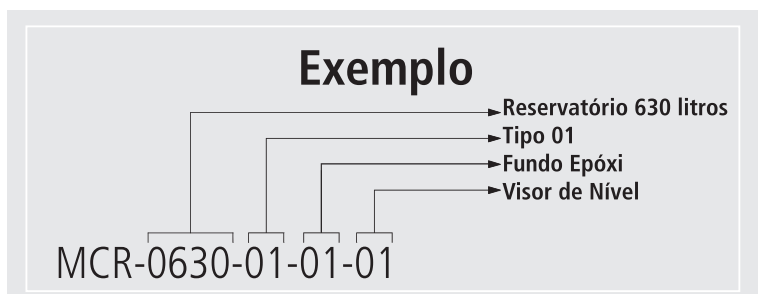 Exemplo
Reservatório 630 litros
Tipo 01
Fundo Epóxi
Visor de Nível
MCR-0630-01-01-01